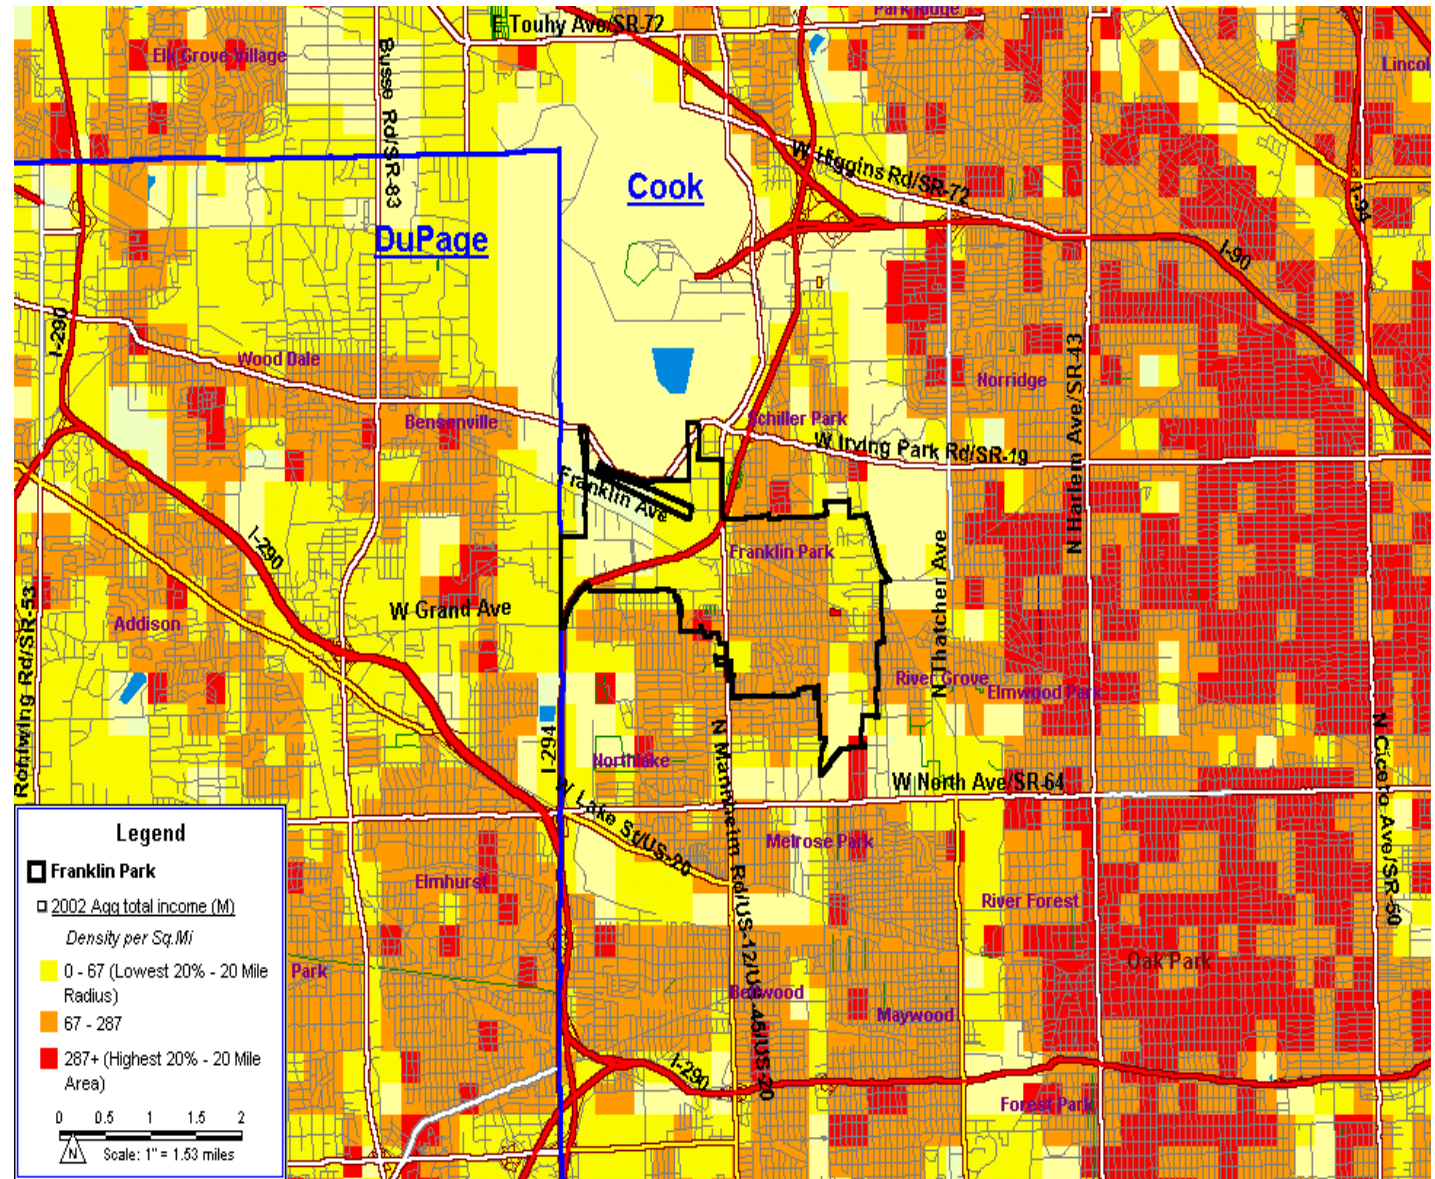 E Touhy Ave/SR-72
Park Ridge
Elk Grove Village
Busse Rd/SR-83
Lincol
W Higgins Rd/SR-72
Cook
DuPage
I-94
I-90
I-290
Wood Dale
Norridge
N Harlem Ave/SR-43
Bensenville
Schiller Park
W Irving Park Rd/SR-19
Franklin Ave
I-290
Franklin Park
N Thatcher Ave
W Grand Ave
Addison
Rohlwing Rd/SR-53
River Grove
Elmwood Park
I-294
Northlake
N Mannheim Rd/US-12/US-45/US-20
N Cicero Ave/SR-50
W North Ave/SR-64
W Lake St/US-20
Melrose Park
Elmhurst
River Forest
Oak Park
Park
Bellwood
Maywood
I-290
Forest Park
Legend
Franklin Park
2002 Agg total income (M)
Density per Sq.Mi
0 - 67 (Lowest 20% - 20 Mile
Radius)
67 - 287
287+ (Highest 20% - 20 Mile
Area)
0 0.5 1 1.5 2
N
Scale: 1" = 1.53 miles